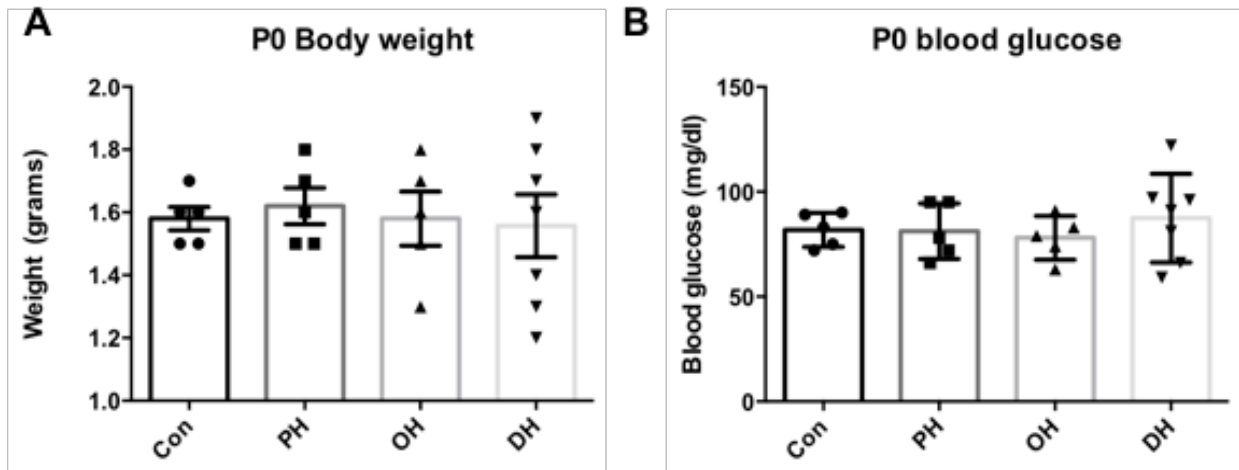 A
P0 Body weight
Weight (grams)
2.0
1.8
1.6
1.4
1.2
1.0
Con
PH
OH
DH
B
P0 blood glucose
Blood glucose (mg/dl)
150
100
50
0
Con
PH
OH
DH